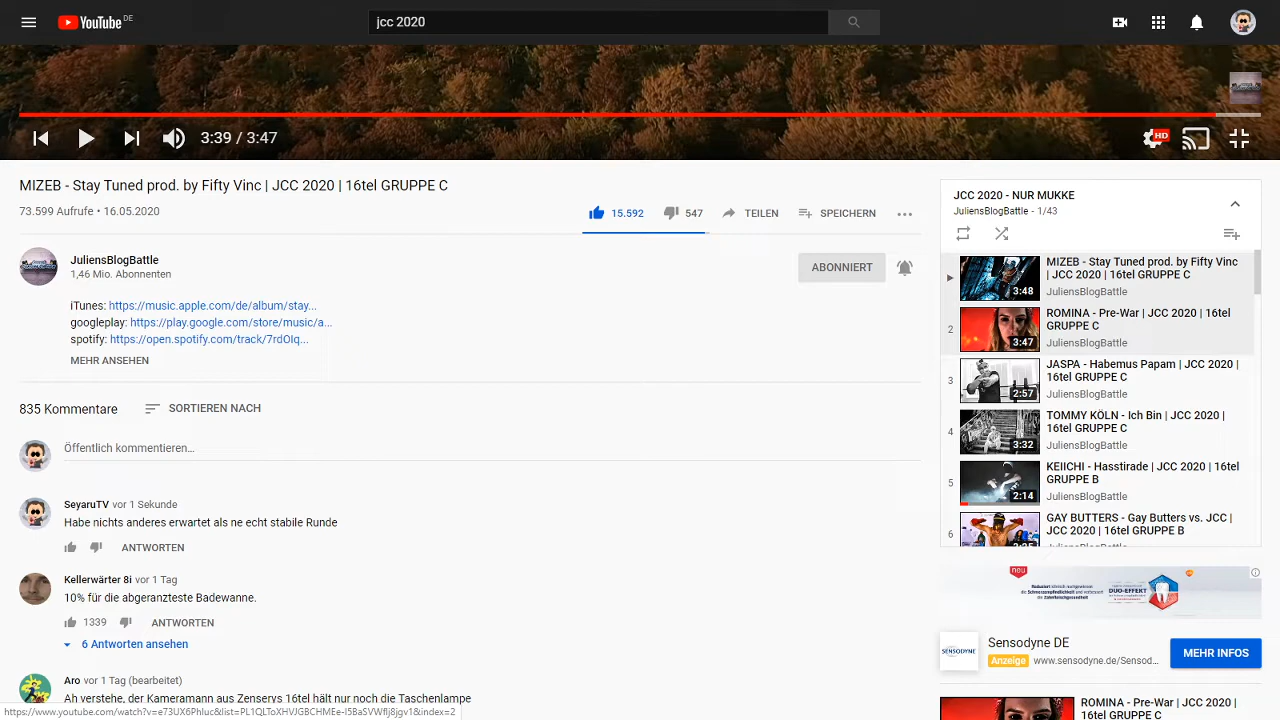 YouTube DE
jcc 2020
3:39 / 3:47
HD
MIZEB - Stay Tuned prod. by Fifty Vinc | JCC 2020 | 16tel GRUPPE C
73.599 Aufrufe • 16.05.2020
15.592
547
TEILEN
SPEICHERN
JuliensBlogBattle
1,46 Mio. Abonnenten
ABONNIERT
iTunes: https://music.apple.com/de/album/stay...
googleplay: https://play.google.com/store/music/a...
spotify: https://open.spotify.com/track/7rdOIq...
MEHR ANSEHEN
835 Kommentare
SORTIEREN NACH
Öffentlich kommentieren...
SeyaruTV vor 1 Sekunde
Habe nichts anderes erwartet als ne echt stabile Runde
ANTWORTEN
Kellerwärter 8i vor 1 Tag
10% für die abgeranzteste Badewanne.
1339
ANTWORTEN
6 Antworten ansehen
Aro vor 1 Tag (bearbeitet)
Ah verstehe, der Kameramann aus Zenserys 16tel hält nur noch die Taschenlampe
https://www.youtube.com/watch?v=e73UX6PhIuc&list=PL1QLToXHVJGBCHMEe-I5BaSVWfIj8jgv1&index=2
JCC 2020 - NUR MUKKE
JuliensBlogBattle - 1/43
3:48
MIZEB - Stay Tuned prod. by Fifty Vinc
| JCC 2020 | 16tel GRUPPE C
JuliensBlogBattle
2
3:47
ROMINA - Pre-War | JCC 2020 | 16tel
GRUPPE C
JuliensBlogBattle
3
2:57
JASPA - Habemus Papam | JCC 2020 |
16tel GRUPPE C
JuliensBlogBattle
4
3:32
TOMMY KÖLN - Ich Bin | JCC 2020 |
16tel GRUPPE C
JuliensBlogBattle
5
2:14
KEIICHI - Hasstirade | JCC 2020 | 16tel
GRUPPE B
JuliensBlogBattle
6
GAY BUTTERS - Gay Butters vs. JCC |
JCC 2020 | 16tel GRUPPE B
JuliensBlogBattle
neu
DUO-EFFEKT
SENSODYNE
Sensodyne DE
Anzeige www.sensodyne.de/Sensod...
MEHR INFOS
ROMINA - Pre-War | JCC 2020 |
16tel GRUPPE C